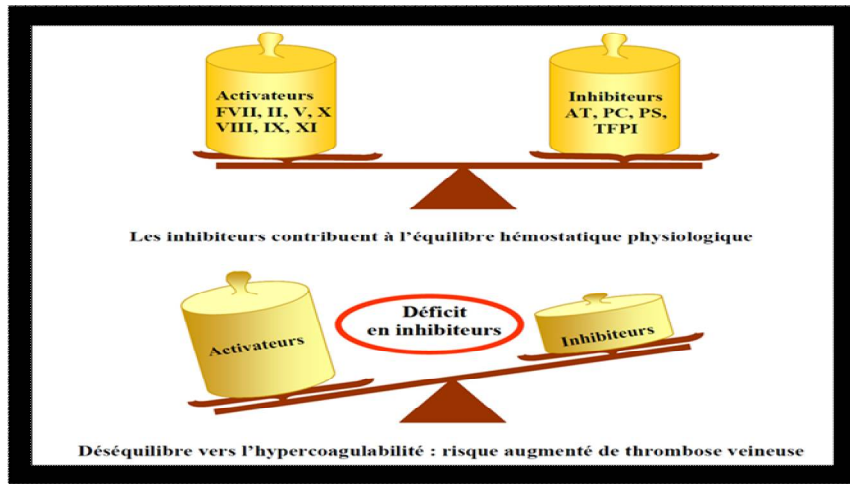 Activateurs
FVII, II, V, X
VIII, IX, XI
Inhibiteurs
AT, PC, PS,
TFPI
Les inhibiteurs contribuent à l'équilibre hémostatique physiologique
Déficit
en inhibiteurs
Activateurs
Inhibiteurs
Déséquilibre vers l'hypercoagulabilité : risque augmenté de thrombose veineuse